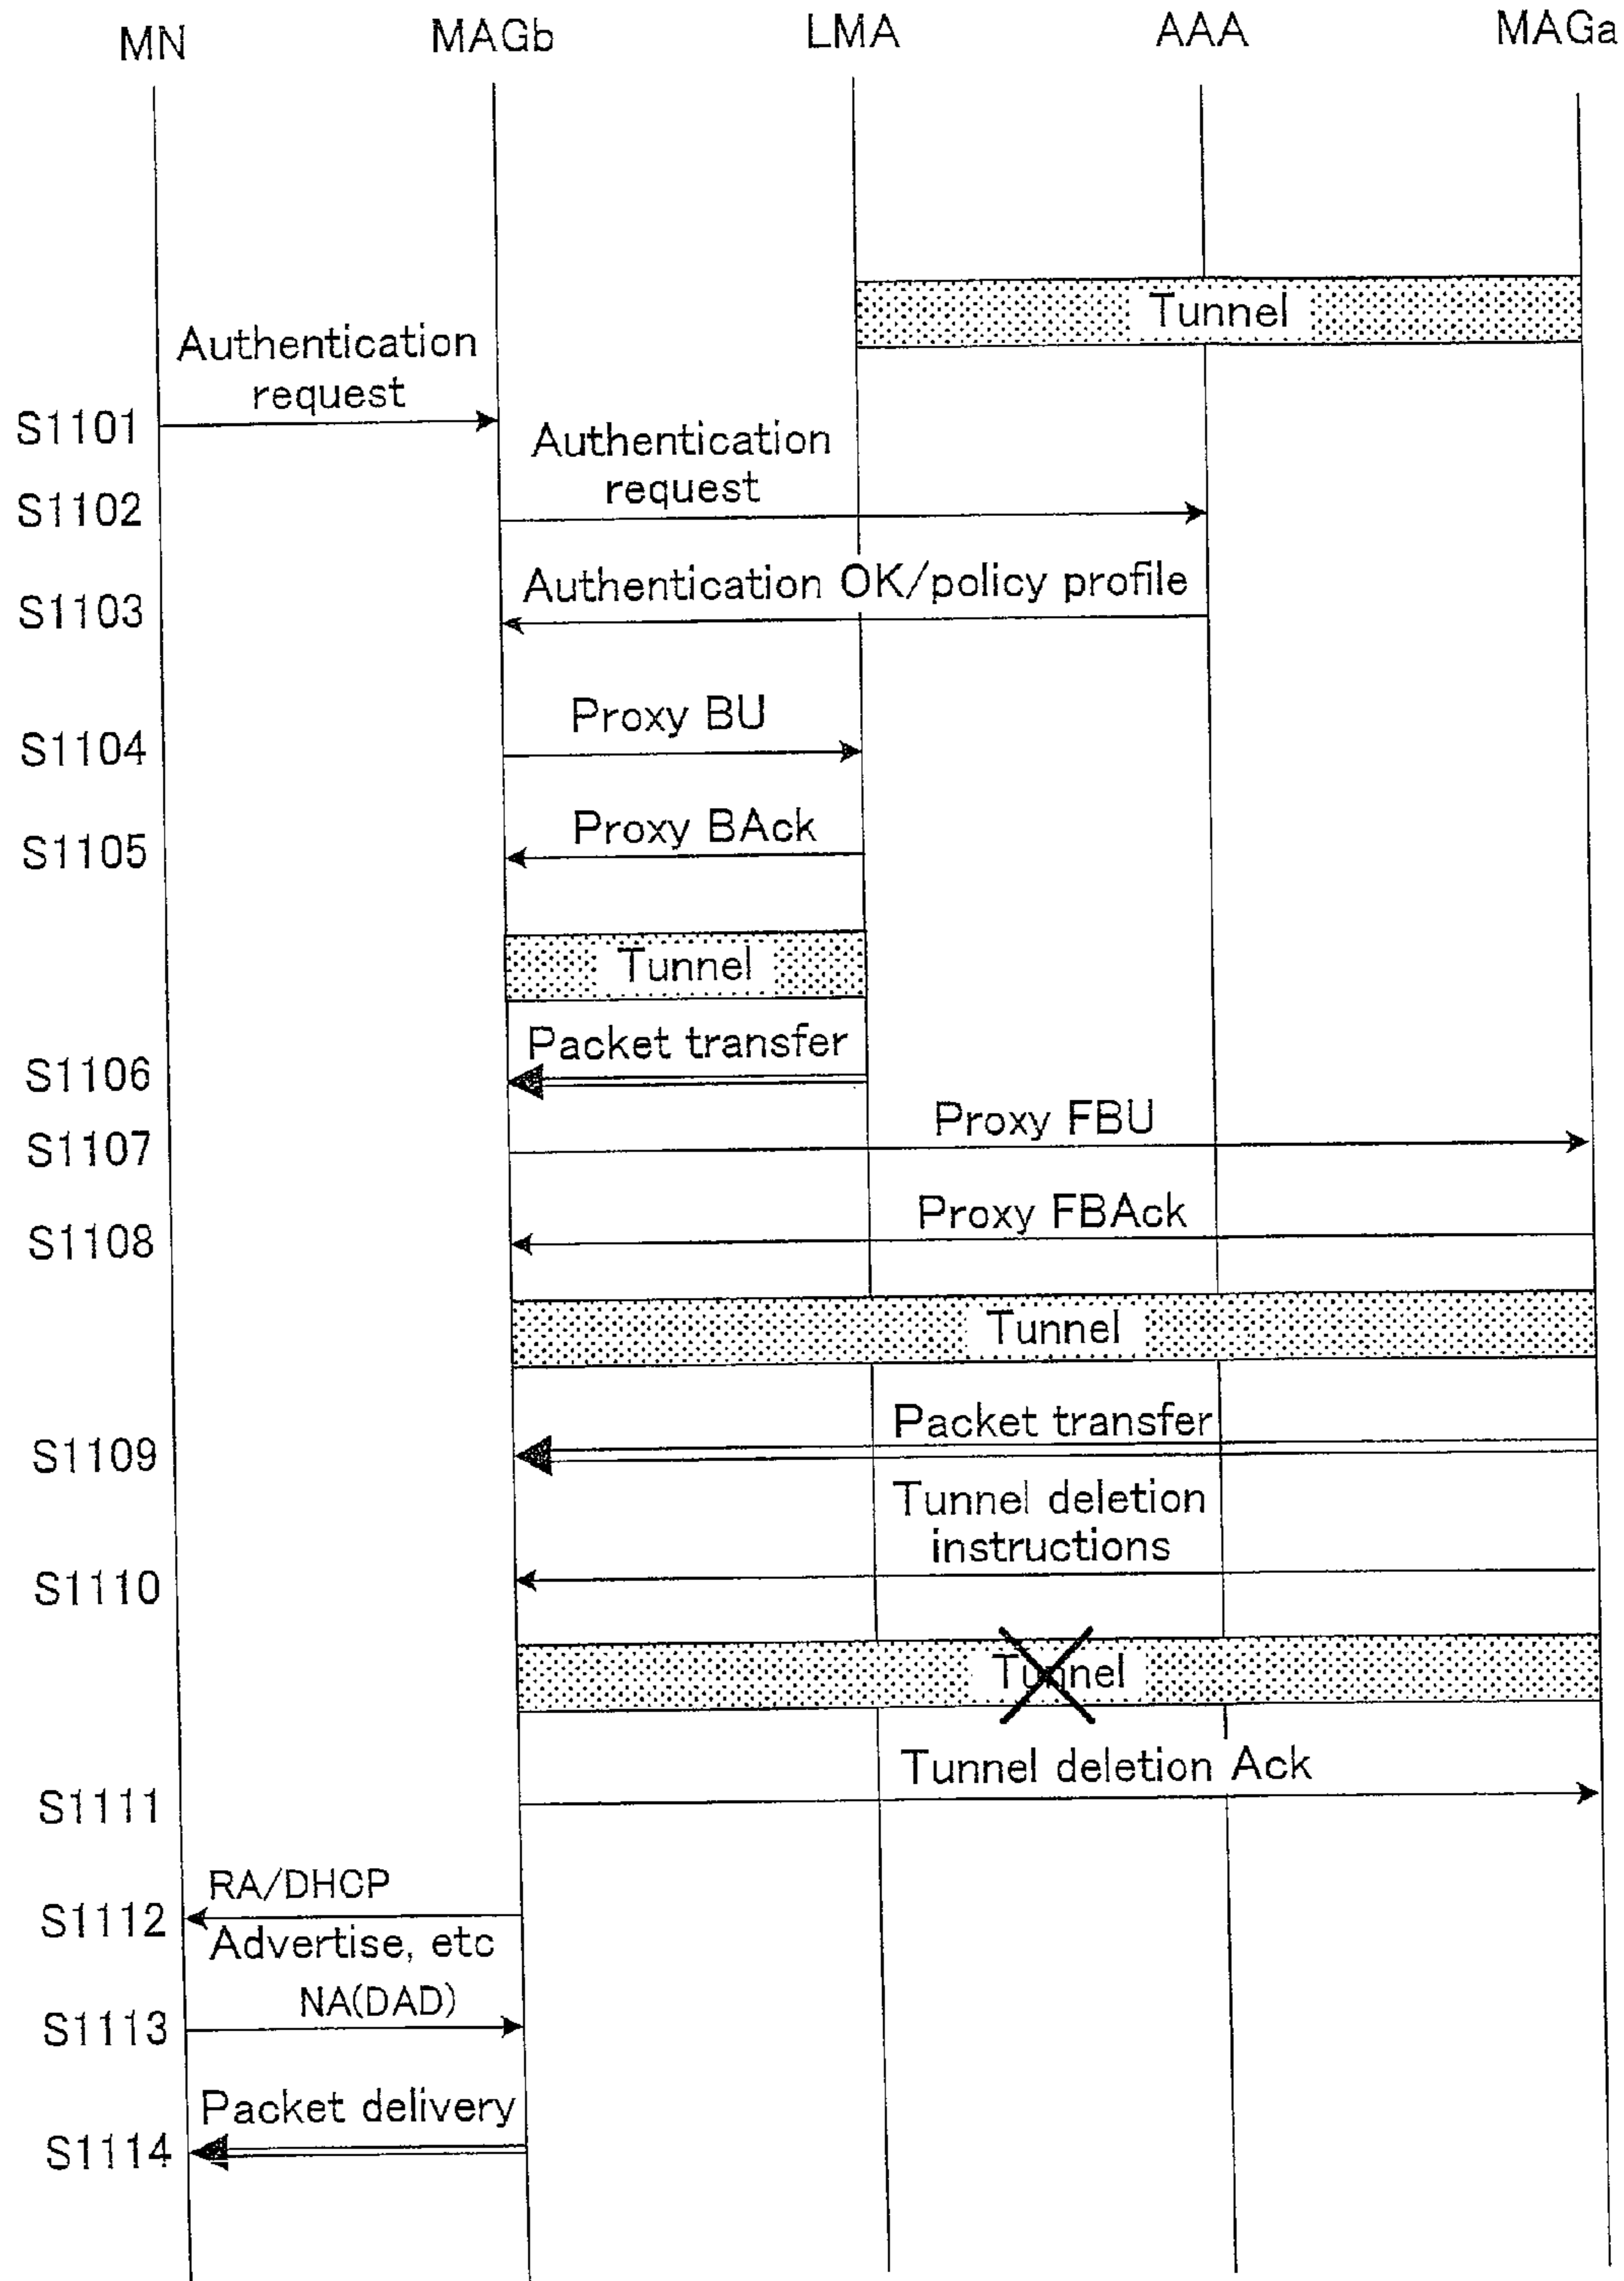 MN MAGb LMA AAA MAGa
Tunnel
Authentication
request
S1101
Authentication
request
S1102
Authentication OK/policy profile
S1103
Proxy BU
S1104
Proxy BAck
S1105
Tunnel
Packet transfer
S1106
Proxy FBU
S1107
Proxy FBAck
S1108
Tunnel
Packet transfer
S1109
Tunnel deletion
instructions
S1110
Tunnel
Tunnel deletion Ack
S1111
RA/DHCP
S1112
Advertise, etc
NA(DAD)
S1113
Packet delivery
S1114